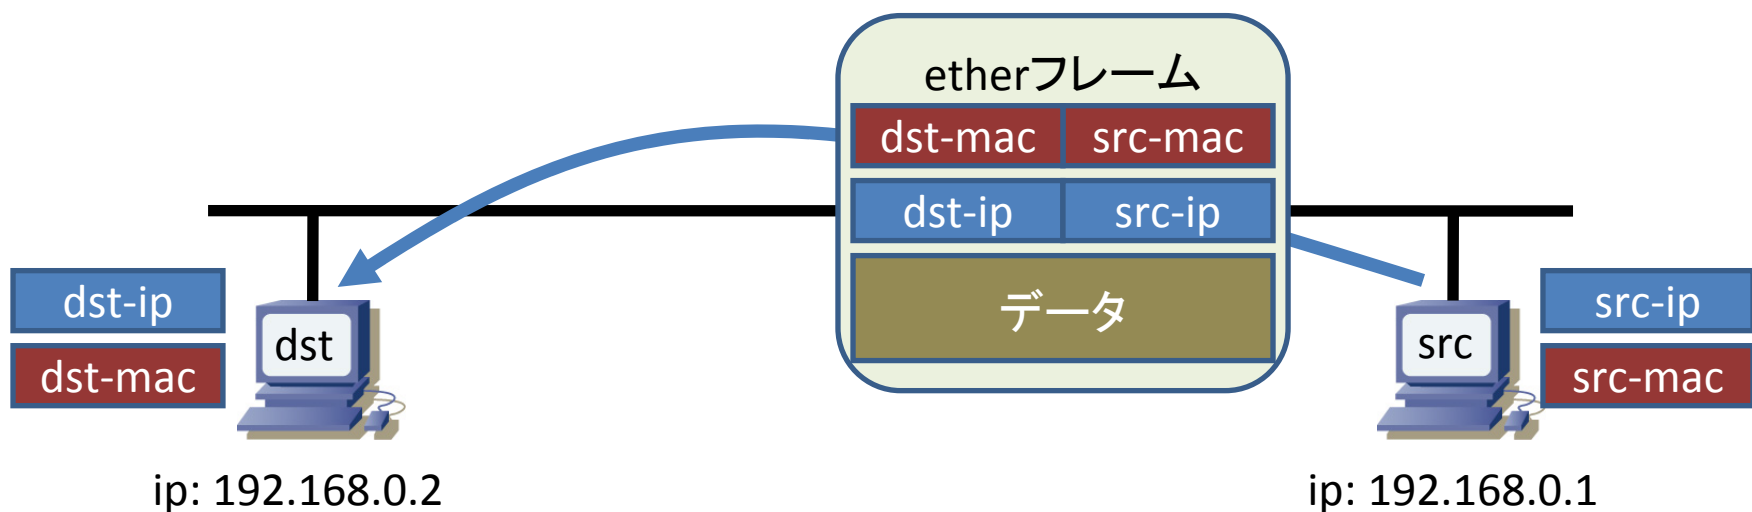 etherフレーム
dst-mac src-mac
dst-ip src-ip
データ
dst-ip
dst-mac
dst
src
src-ip
src-mac
ip: 192.168.0.2
ip: 192.168.0.1